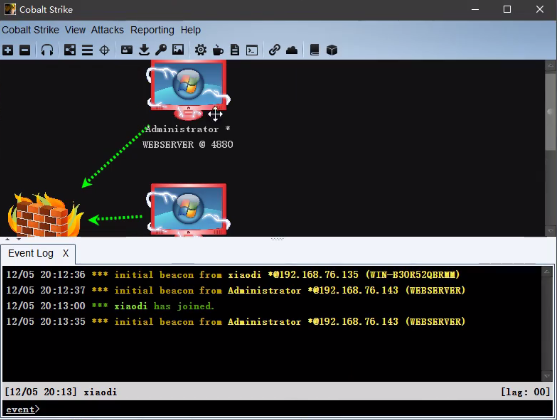 Cobalt Strike
Cobalt Strike View Attacks Reporting Help
Administrator *
WEBSERVER @ 4880
Event Log X
12/05 20:12:36 *** initial beacon from xiaodi *@192.168.76.135 (WIN-B3OR52QBRMM)
12/05 20:12:37 *** initial beacon from Administrator *@192.168.76.143 (WEBSERVER)
12/05 20:13:00 *** xiaodi has joined.
12/05 20:13:35 *** initial beacon from Administrator *@192.168.76.143 (WEBSERVER)
[12/05 20:13] xiaodi [lag: 00]
event>